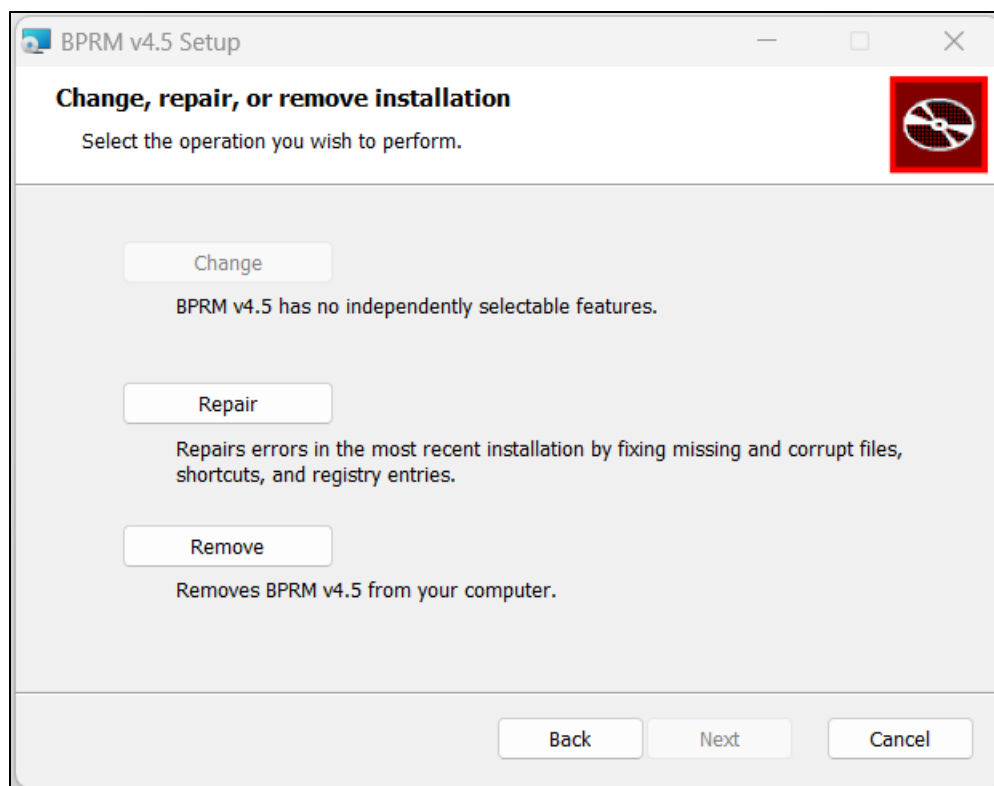 BPRM v4.5 Setup
Change, repair, or remove installation
Select the operation you wish to perform.
Change
BPRM v4.5 has no independently selectable features.
Repair
Repairs errors in the most recent installation by fixing missing and corrupt files,
shortcuts, and registry entries.
Remove
Removes BPRM v4.5 from your computer.
Back Next Cancel